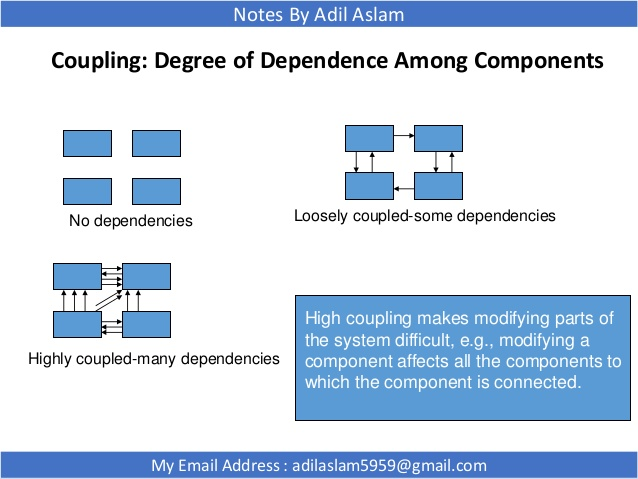 Notes By Adil Aslam
Coupling: Degree of Dependence Among Components
No dependencies
Loosely coupled-some dependencies
Highly coupled-many dependencies
High coupling makes modifying parts of
the system difficult, e.g., modifying a
component affects all the components to
which the component is connected.
My Email Address : adilaslam5959@gmail.com